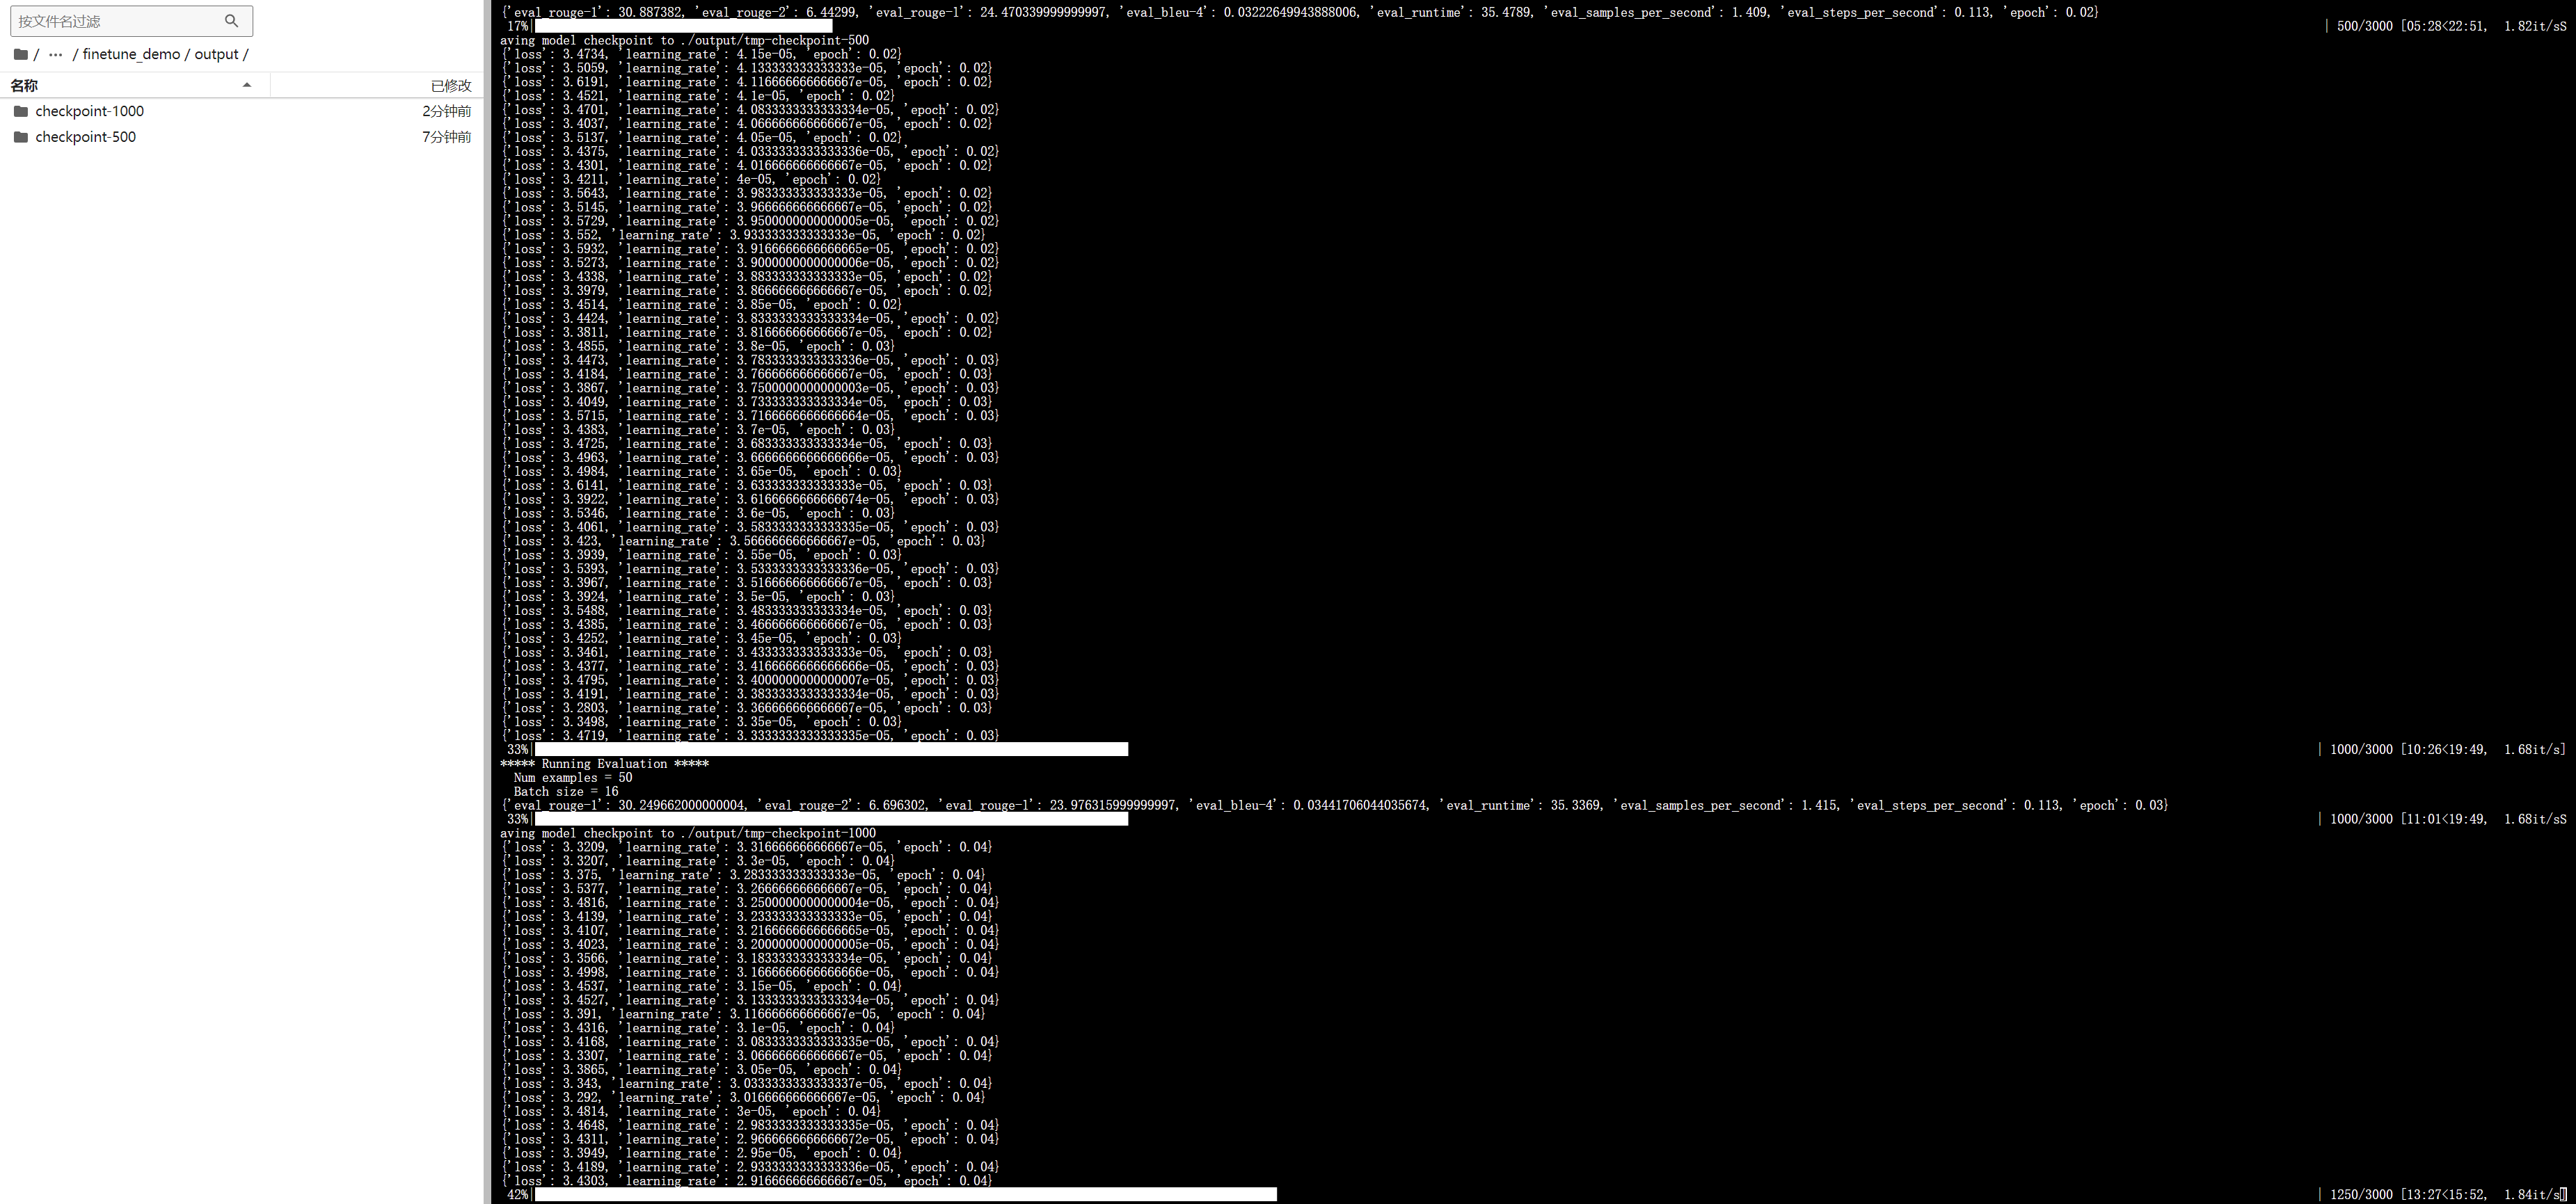 按文件名过滤
/ ··· / finetune_demo / output /
名称 已修改
checkpoint-1000 2分钟前
checkpoint-500 7分钟前
{'eval_rouge-1': 30.887382, 'eval_rouge-2': 6.44299, 'eval_rouge-l': 24.470339999999997, 'eval_bleu-4': 0.03222649943888006, 'eval_runtime': 35.4789, 'eval_samples_per_second': 1.409, 'eval_steps_per_second': 0.113, 'epoch': 0.02}
17%| | 500/3000 [05:28<22:51, 1.82it/sS
aving model checkpoint to ./output/tmp-checkpoint-500
{'loss': 3.4734, 'learning_rate': 4.15e-05, 'epoch': 0.02}
{'loss': 3.5059, 'learning_rate': 4.133333333333333e-05, 'epoch': 0.02}
{'loss': 3.6191, 'learning_rate': 4.116666666666667e-05, 'epoch': 0.02}
{'loss': 3.4521, 'learning_rate': 4.1e-05, 'epoch': 0.02}
{'loss': 3.4701, 'learning_rate': 4.0833333333333334e-05, 'epoch': 0.02}
{'loss': 3.4037, 'learning_rate': 4.066666666666667e-05, 'epoch': 0.02}
{'loss': 3.5137, 'learning_rate': 4.05e-05, 'epoch': 0.02}
{'loss': 3.4375, 'learning_rate': 4.0333333333333336e-05, 'epoch': 0.02}
{'loss': 3.4301, 'learning_rate': 4.016666666666667e-05, 'epoch': 0.02}
{'loss': 3.4211, 'learning_rate': 4e-05, 'epoch': 0.02}
{'loss': 3.5643, 'learning_rate': 3.983333333333333e-05, 'epoch': 0.02}
{'loss': 3.5145, 'learning_rate': 3.966666666666667e-05, 'epoch': 0.02}
{'loss': 3.5729, 'learning_rate': 3.9500000000000005e-05, 'epoch': 0.02}
{'loss': 3.552, 'learning_rate': 3.933333333333333e-05, 'epoch': 0.02}
{'loss': 3.5932, 'learning_rate': 3.9166666666666665e-05, 'epoch': 0.02}
{'loss': 3.5273, 'learning_rate': 3.9000000000000006e-05, 'epoch': 0.02}
{'loss': 3.4338, 'learning_rate': 3.883333333333333e-05, 'epoch': 0.02}
{'loss': 3.3979, 'learning_rate': 3.866666666666667e-05, 'epoch': 0.02}
{'loss': 3.4514, 'learning_rate': 3.85e-05, 'epoch': 0.02}
{'loss': 3.4424, 'learning_rate': 3.8333333333333334e-05, 'epoch': 0.02}
{'loss': 3.3811, 'learning_rate': 3.816666666666667e-05, 'epoch': 0.02}
{'loss': 3.4855, 'learning_rate': 3.8e-05, 'epoch': 0.03}
{'loss': 3.4473, 'learning_rate': 3.7833333333333336e-05, 'epoch': 0.03}
{'loss': 3.4184, 'learning_rate': 3.766666666666667e-05, 'epoch': 0.03}
{'loss': 3.3867, 'learning_rate': 3.7500000000000003e-05, 'epoch': 0.03}
{'loss': 3.4049, 'learning_rate': 3.733333333333334e-05, 'epoch': 0.03}
{'loss': 3.5715, 'learning_rate': 3.7166666666666664e-05, 'epoch': 0.03}
{'loss': 3.4383, 'learning_rate': 3.7e-05, 'epoch': 0.03}
{'loss': 3.4725, 'learning_rate': 3.683333333333334e-05, 'epoch': 0.03}
{'loss': 3.4963, 'learning_rate': 3.6666666666666666e-05, 'epoch': 0.03}
{'loss': 3.4984, 'learning_rate': 3.65e-05, 'epoch': 0.03}
{'loss': 3.6141, 'learning_rate': 3.633333333333333e-05, 'epoch': 0.03}
{'loss': 3.3922, 'learning_rate': 3.6166666666666674e-05, 'epoch': 0.03}
{'loss': 3.5346, 'learning_rate': 3.6e-05, 'epoch': 0.03}
{'loss': 3.4061, 'learning_rate': 3.5833333333333335e-05, 'epoch': 0.03}
{'loss': 3.423, 'learning_rate': 3.566666666666667e-05, 'epoch': 0.03}
{'loss': 3.3939, 'learning_rate': 3.55e-05, 'epoch': 0.03}
{'loss': 3.5393, 'learning_rate': 3.5333333333333336e-05, 'epoch': 0.03}
{'loss': 3.3967, 'learning_rate': 3.516666666666667e-05, 'epoch': 0.03}
{'loss': 3.3924, 'learning_rate': 3.5e-05, 'epoch': 0.03}
{'loss': 3.5488, 'learning_rate': 3.483333333333334e-05, 'epoch': 0.03}
{'loss': 3.4385, 'learning_rate': 3.466666666666667e-05, 'epoch': 0.03}
{'loss': 3.4252, 'learning_rate': 3.45e-05, 'epoch': 0.03}
{'loss': 3.3461, 'learning_rate': 3.433333333333333e-05, 'epoch': 0.03}
{'loss': 3.4377, 'learning_rate': 3.4166666666666666e-05, 'epoch': 0.03}
{'loss': 3.4795, 'learning_rate': 3.4000000000000007e-05, 'epoch': 0.03}
{'loss': 3.4191, 'learning_rate': 3.3833333333333334e-05, 'epoch': 0.03}
{'loss': 3.2803, 'learning_rate': 3.366666666666667e-05, 'epoch': 0.03}
{'loss': 3.3498, 'learning_rate': 3.35e-05, 'epoch': 0.03}
{'loss': 3.4719, 'learning_rate': 3.3333333333333335e-05, 'epoch': 0.03}
33%| | 1000/3000 [10:26<19:49, 1.68it/s]
***** Running Evaluation *****
Num examples = 50
Batch size = 16
{'eval_rouge-1': 30.249662000000004, 'eval_rouge-2': 6.696302, 'eval_rouge-l': 23.976315999999997, 'eval_bleu-4': 0.03441706044035674, 'eval_runtime': 35.3369, 'eval_samples_per_second': 1.415, 'eval_steps_per_second': 0.113, 'epoch': 0.03}
33%| | 1000/3000 [11:01<19:49, 1.68it/sS
aving model checkpoint to ./output/tmp-checkpoint-1000
{'loss': 3.3209, 'learning_rate': 3.316666666666667e-05, 'epoch': 0.04}
{'loss': 3.3207, 'learning_rate': 3.3e-05, 'epoch': 0.04}
{'loss': 3.375, 'learning_rate': 3.283333333333333e-05, 'epoch': 0.04}
{'loss': 3.5377, 'learning_rate': 3.266666666666667e-05, 'epoch': 0.04}
{'loss': 3.4816, 'learning_rate': 3.2500000000000004e-05, 'epoch': 0.04}
{'loss': 3.4139, 'learning_rate': 3.233333333333333e-05, 'epoch': 0.04}
{'loss': 3.4107, 'learning_rate': 3.2166666666666665e-05, 'epoch': 0.04}
{'loss': 3.4023, 'learning_rate': 3.2000000000000005e-05, 'epoch': 0.04}
{'loss': 3.3566, 'learning_rate': 3.183333333333334e-05, 'epoch': 0.04}
{'loss': 3.4998, 'learning_rate': 3.1666666666666666e-05, 'epoch': 0.04}
{'loss': 3.4537, 'learning_rate': 3.15e-05, 'epoch': 0.04}
{'loss': 3.4527, 'learning_rate': 3.1333333333333334e-05, 'epoch': 0.04}
{'loss': 3.391, 'learning_rate': 3.116666666666667e-05, 'epoch': 0.04}
{'loss': 3.4316, 'learning_rate': 3.1e-05, 'epoch': 0.04}
{'loss': 3.4168, 'learning_rate': 3.0833333333333335e-05, 'epoch': 0.04}
{'loss': 3.3307, 'learning_rate': 3.066666666666667e-05, 'epoch': 0.04}
{'loss': 3.3865, 'learning_rate': 3.05e-05, 'epoch': 0.04}
{'loss': 3.343, 'learning_rate': 3.0333333333333337e-05, 'epoch': 0.04}
{'loss': 3.292, 'learning_rate': 3.016666666666667e-05, 'epoch': 0.04}
{'loss': 3.4814, 'learning_rate': 3e-05, 'epoch': 0.04}
{'loss': 3.4648, 'learning_rate': 2.9833333333333335e-05, 'epoch': 0.04}
{'loss': 3.4311, 'learning_rate': 2.9666666666666672e-05, 'epoch': 0.04}
{'loss': 3.3949, 'learning_rate': 2.95e-05, 'epoch': 0.04}
{'loss': 3.4189, 'learning_rate': 2.9333333333333336e-05, 'epoch': 0.04}
{'loss': 3.4303, 'learning_rate': 2.916666666666667e-05, 'epoch': 0.04}
42%| | 1250/3000 [13:27<15:52, 1.84it/s]